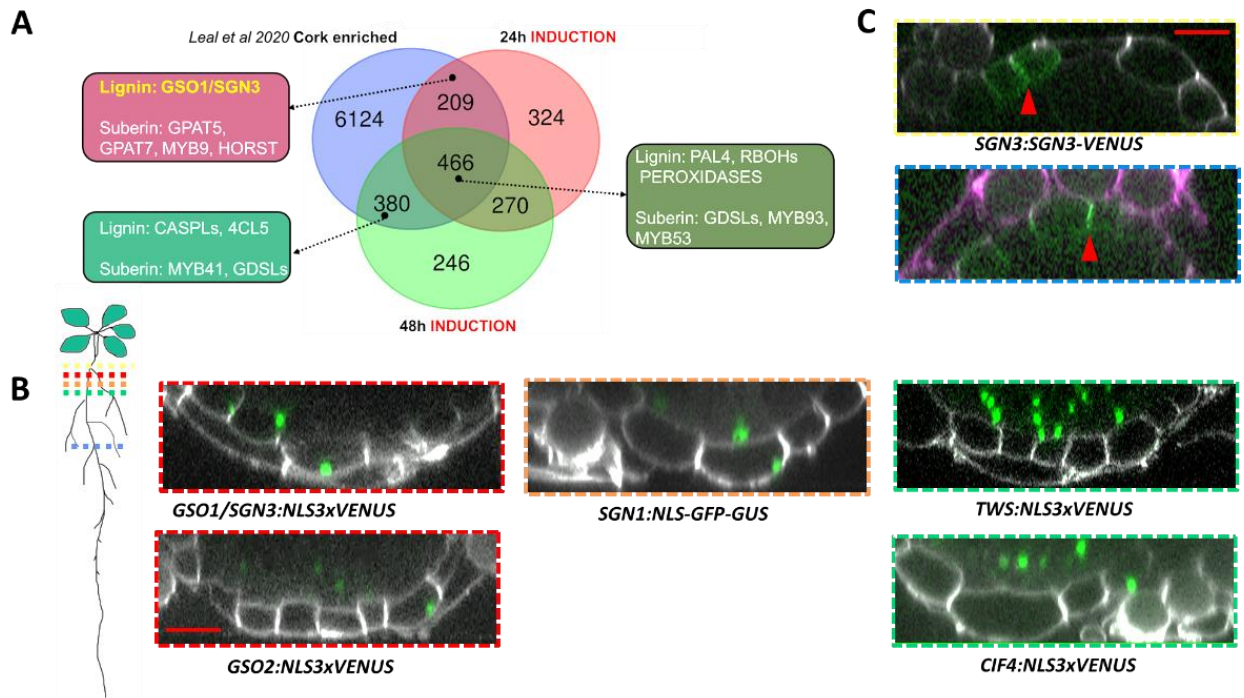 A
Leal et al 2020 Cork enriched
24h INDUCTION
Lignin: GSO1/SGN3
Suberin: GPAT5,
GPAT7, MYB9, HORST
6124
209
324
466
380
270
246
Lignin: PAL4, RBOHs
PEROXIDASES
Suberin: GDSLs, MYB93,
MYB53
Lignin: CASPLs, 4CL5
Suberin: MYB41, GDSLs
48h INDUCTION
C
SGN3:SGN3-VENUS
B
GSO1/SGN3:NLS3xVENUS
SGN1:NLS-GFP-GUS
TWS:NLS3xVENUS
GSO2:NLS3xVENUS
CIF4:NLS3xVENUS